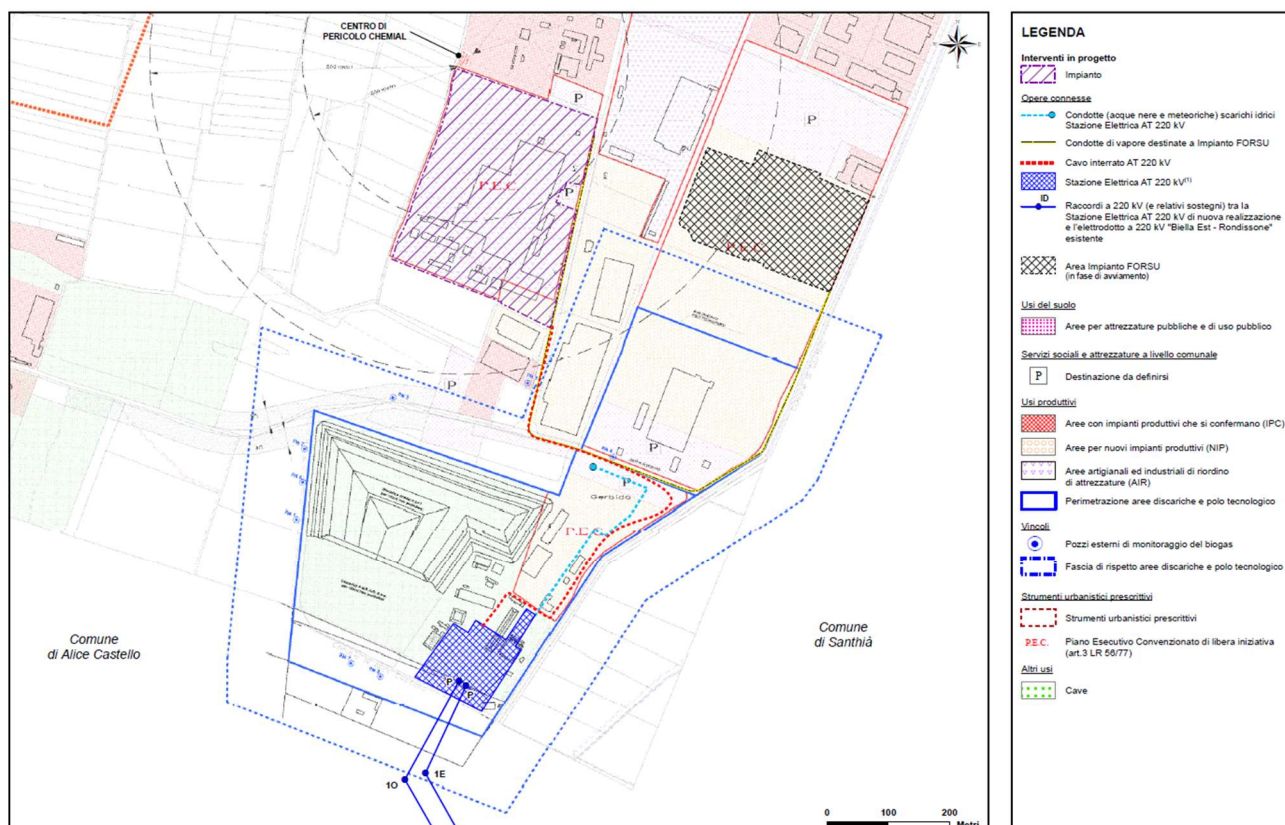 CENTRO DI
PERICOLO CHEMIAL
P
P
P.E.C.
P
P.E.C.
P
P
P
Gerbido
P.E.C.
Comune
di Alice Castello
Comune
di Santhià
P
P
1O
1E
0 100 200
Metri
LEGENDA
Interventi in progetto
Impianto
Opere connesse
Condotte (acque nere e meteoriche) scarichi idrici
Stazione Elettrica AT 220 kV
Condotte di vapore destinate a Impianto FORSU
Cavo interrato AT 220 kV
Stazione Elettrica AT 220 kV(1)
ID
Raccordi a 220 kV (e relativi sostegni) tra la
Stazione Elettrica AT 220 kV di nuova realizzazione
e l'elettrodotto a 220 kV "Biella Est - Rondissone"
esistente
Area Impianto FORSU
(in fase di avviamento)
Usi del suolo
Aree per attrezzature pubbliche e di uso pubblico
Servizi sociali e attrezzature a livello comunale
P
Destinazione da definirsi
Usi produttivi
Aree con impianti produttivi che si confermano (IPC)
Aree per nuovi impianti produttivi (NIP)
Aree artigianali ed industriali di riordino
di attrezzature (AIR)
Perimetrazione aree discariche e polo tecnologico
Vincoli
Pozzi esterni di monitoraggio del biogas
Fascia di rispetto aree discariche e polo tecnologico
Strumenti urbanistici prescrittivi
Strumenti urbanistici prescrittivi
P.E.C.
Piano Esecutivo Convenzionato di libera iniziativa
(art.3 LR 56/77)
Altri usi
Cave